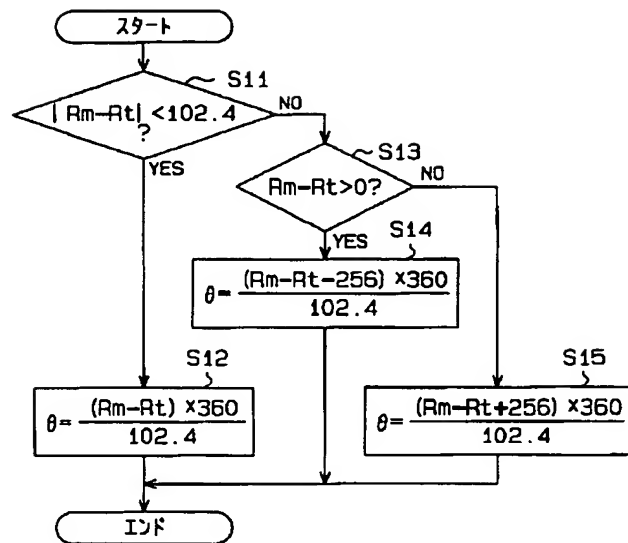 スタート
S11
| Rm-Rt| <102.4
?
NO
YES
S13
Rm-Rt>0?
NO
YES
S14
θ= (Rm-Rt-256) ×360
102.4
S12
θ= (Rm-Rt) ×360
102.4
S15
θ= (Rm-Rt+256) ×360
102.4
エンド